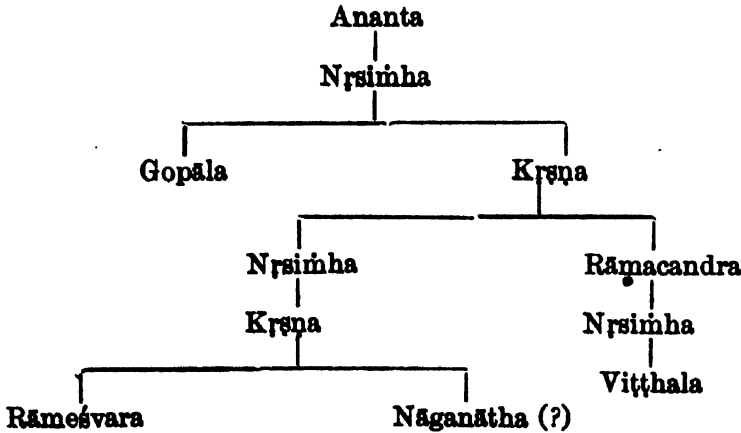 Ananta
Nṛsiṁha
Gopāla Kṛṣṇa
Nṛsiṁha Rāmacandra
Kṛṣṇa Nṛsiṁha
Viṭṭhala
Rāmeśvara Nāganātha (?)